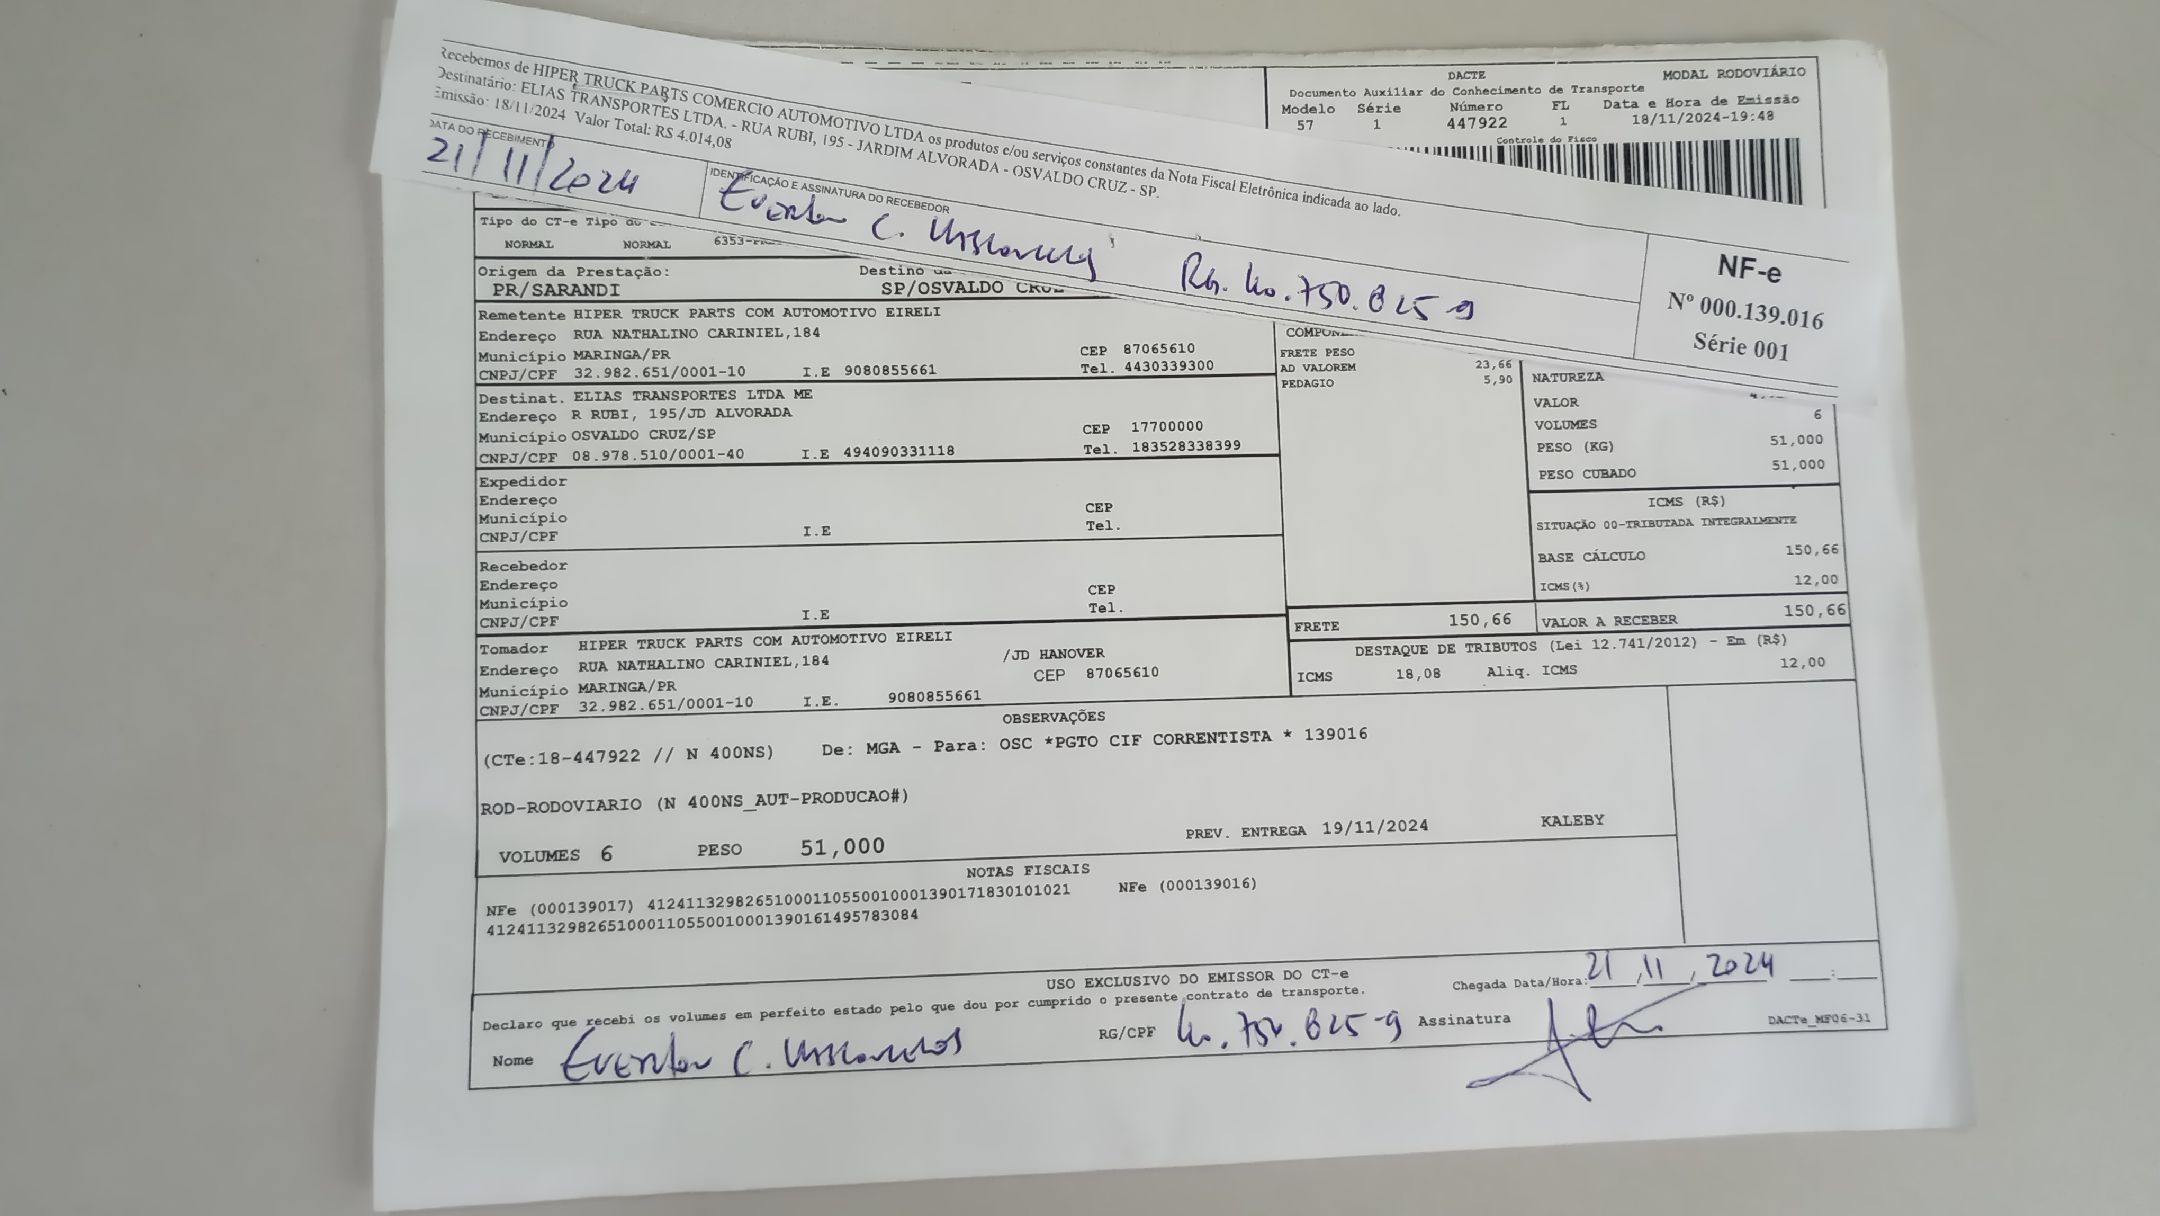 Recebemos de HIPER TRUCK PARTS COMERCIO AUTOMOTIVO LTDA os produtos e/ou serviços constantes da Nota Fiscal Eletrônica indicada ao lado.
Destinatário: ELIAS TRANSPORTES LTDA. - RUA RUBI, 195 - JARDIM ALVORADA - OSVALDO CRUZ - SP.
Emissão: 18/11/2024 Valor Total: RS 4.014,08
DATA DO RECEBIMENTO
21/11/2024
IDENTIFICAÇÃO E ASSINATURA DO RECEBEDOR
C.
NF-e
Nº 000.139.016
Série 001
DACTE MODAL RODOVIÁRIO
Documento Auxiliar do Conhecimento de Transporte
Modelo Série Número FL Data e Hora de Emissão
57 1 447922 1 18/11/2024-19:48
Controle do Fisco
Tipo do CT-e Tipo do
NORMAL NORMAL 6353-
Origem da Prestação: Destino
PR/SARANDI SP/OSVALDO CRUZ
Remetente HIPER TRUCK PARTS COM AUTOMOTIVO EIRELI
Endereço RUA NATHALINO CARINIEL,184
Município MARINGA/PR CEP 87065610
CNPJ/CPF 32.982.651/0001-10 I.E 9080855661 Tel. 4430339300
Destinat. ELIAS TRANSPORTES LTDA ME
Endereço R RUBI, 195/JD ALVORADA
Município OSVALDO CRUZ/SP CEP 17700000
CNPJ/CPF 08.978.510/0001-40 I.E 494090331118 Tel. 183528338399
Expedidor
Endereço
Município CEP
CNPJ/CPF I.E Tel.
Recebedor
Endereço
Município CEP
CNPJ/CPF I.E Tel.
Tomador HIPER TRUCK PARTS COM AUTOMOTIVO EIRELI
Endereço RUA NATHALINO CARINIEL,184 /JD HANOVER
Município MARINGA/PR CEP 87065610
CNPJ/CPF 32.982.651/0001-10 I.E. 9080855661
FRETE PESO
AD VALOREM 23,66
PEDAGIO 5,90
NATUREZA
VALOR
VOLUMES 6
PESO (KG) 51,000
PESO CUBADO 51,000
ICMS (R$)
SITUAÇÃO 00-TRIBUTADA INTEGRALMENTE
BASE CÁLCULO 150,66
ICMS(%) 12,00
FRETE 150,66 VALOR A RECEBER 150,66
DESTAQUE DE TRIBUTOS (Lei 12.741/2012) - Em (R$)
ICMS 18,08 Aliq. ICMS 12,00
OBSERVAÇÕES
(CTe:18-447922 // N 400NS) De: MGA - Para: OSC *PGTO CIF CORRENTISTA * 139016
ROD-RODOVIARIO (N 400NS_AUT-PRODUCAO#)
VOLUMES 6 PESO 51,000 PREV. ENTREGA 19/11/2024 KALEBY
NOTAS FISCAIS
NFe (000139017) 41241132982651000110550010001390171830101021 NFe (000139016)
41241132982651000110550010001390161495783084
USO EXCLUSIVO DO EMISSOR DO CT-e
Declaro que recebi os volumes em perfeito estado pelo que dou por cumprido o presente contrato de transporte.
Chegada Data/Hora: 21 / 11 / 2024 :
Nome C. RG/CPF Assinatura
DACTe_MF06-31